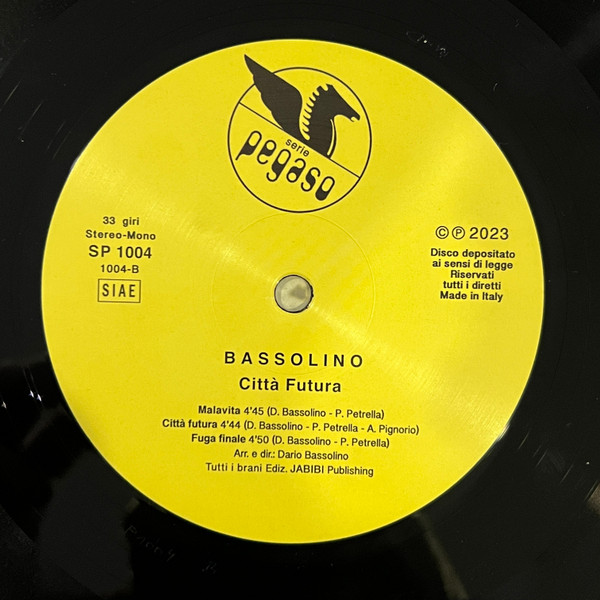 serie
pegaso
33 giri
Stereo-Mono
SP 1004
1004-B
SIAE
© ℗ 2023
Disco depositato
ai sensi di legge
Riservati
tutti i diretti
Made in Italy
BASSOLINO
Città Futura
Malavita 4'45 (D. Bassolino - P. Petrella)
Città futura 4'44 (D. Bassolino - P. Petrella - A. Pignorio)
Fuga finale 4'50 (D. Bassolino - P. Petrella)
Arr. e dir.: Dario Bassolino
Tutti i brani Ediz. JABIBI Publishing